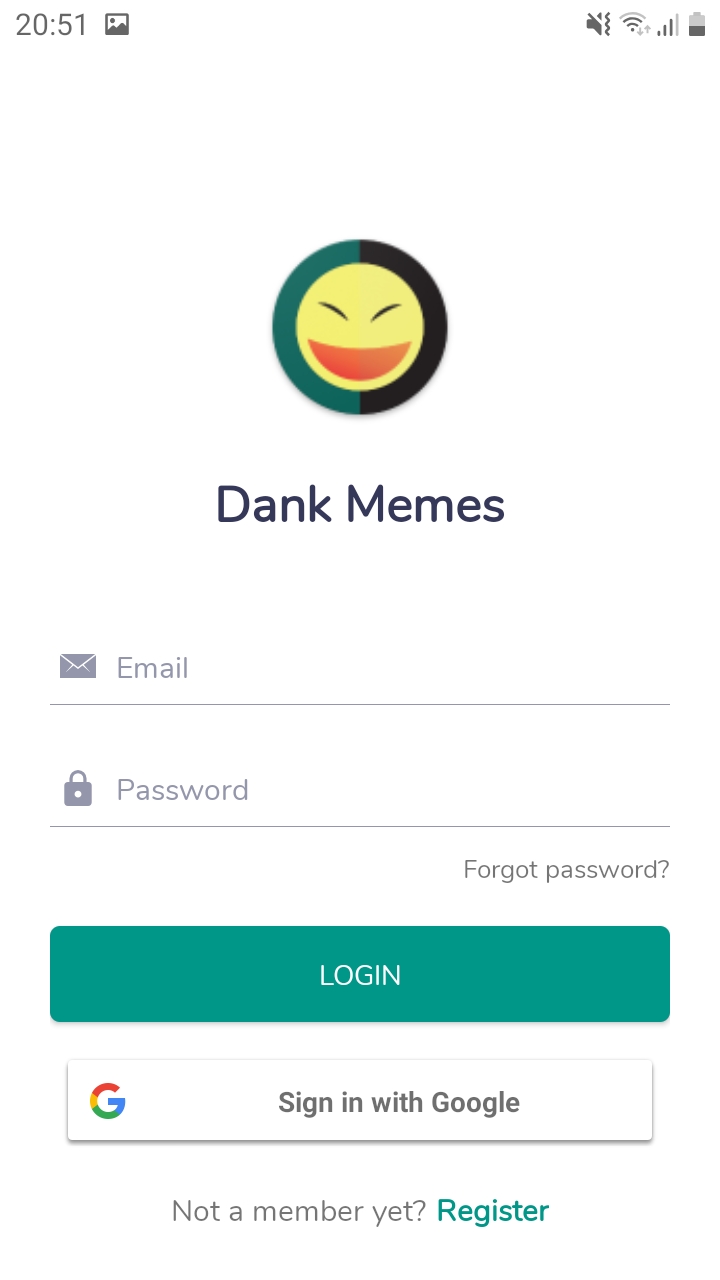 20:51
Dank Memes
Email
Password
Forgot password?
LOGIN
Sign in with Google
Not a member yet? Register